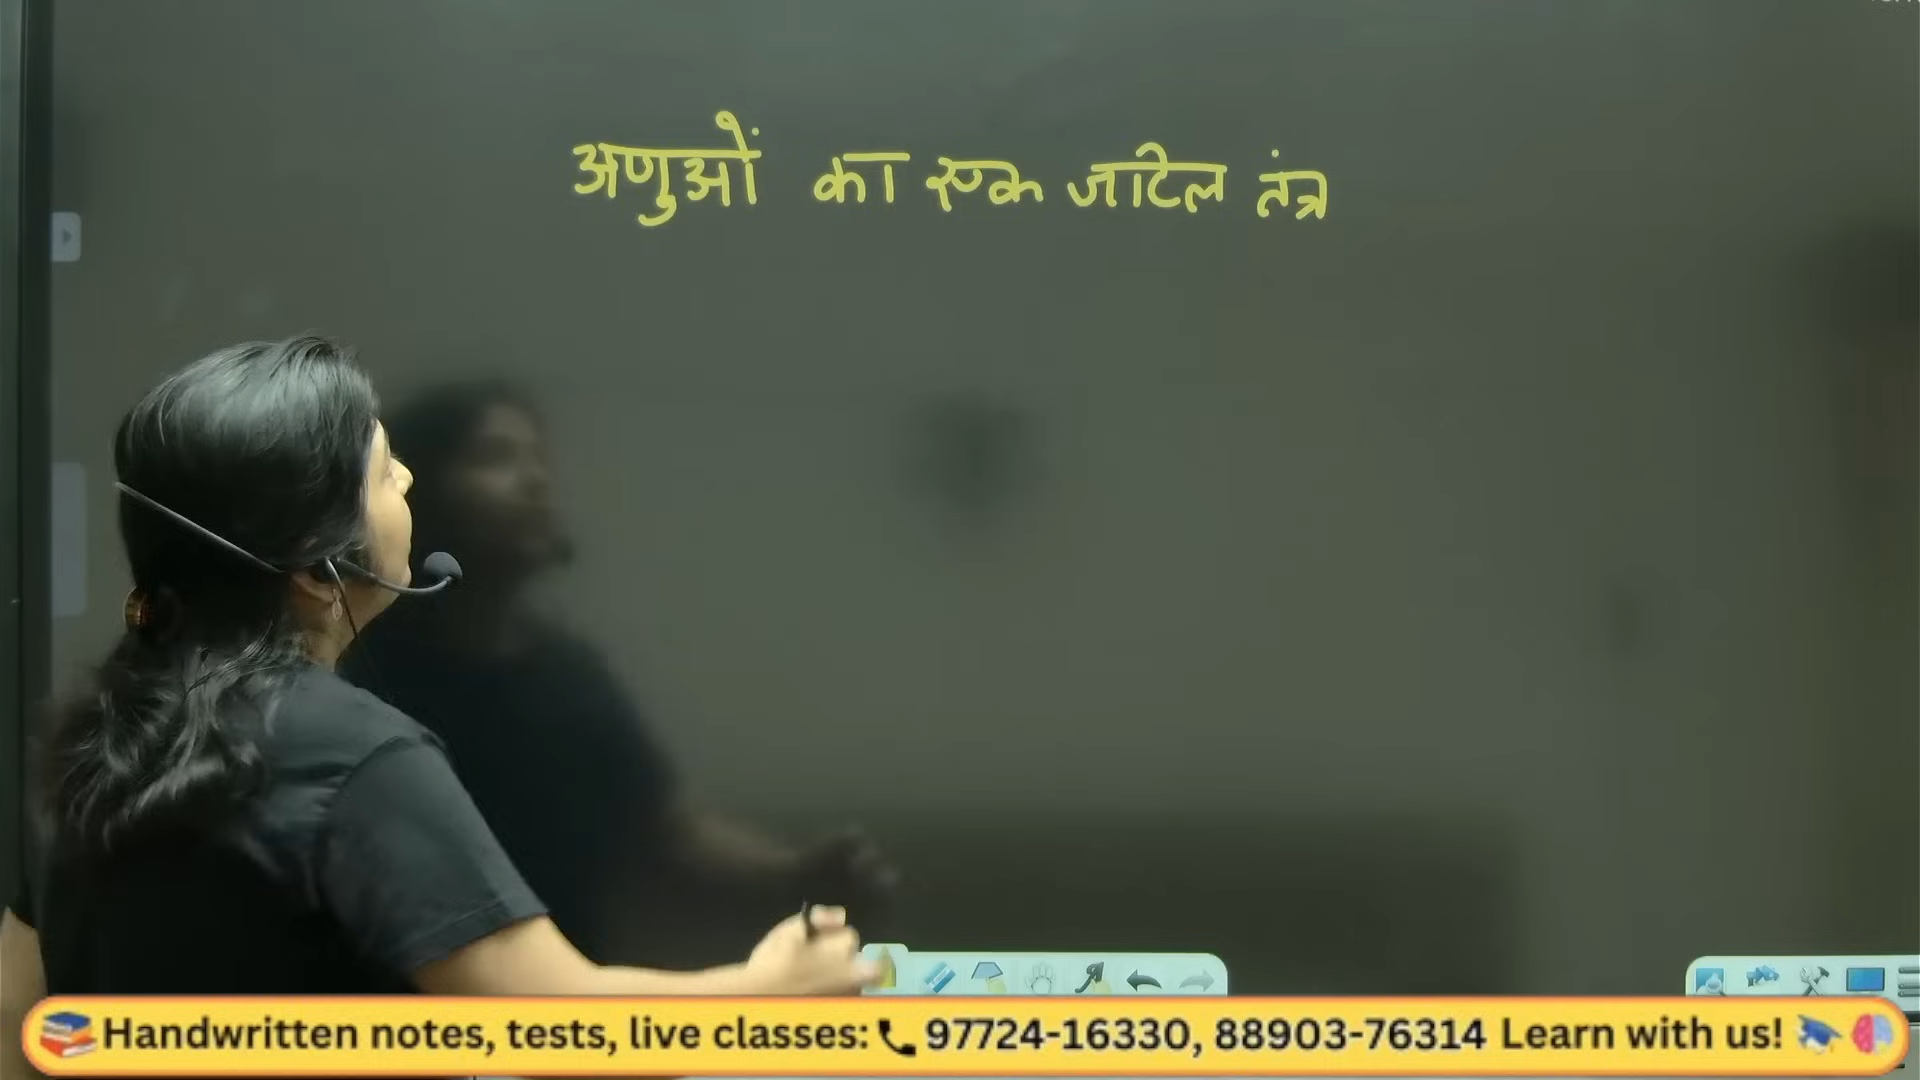 अणुओं का एक जटिल तंत्र
Handwritten notes, tests, live classes: 97724-16330, 88903-76314 Learn with us!